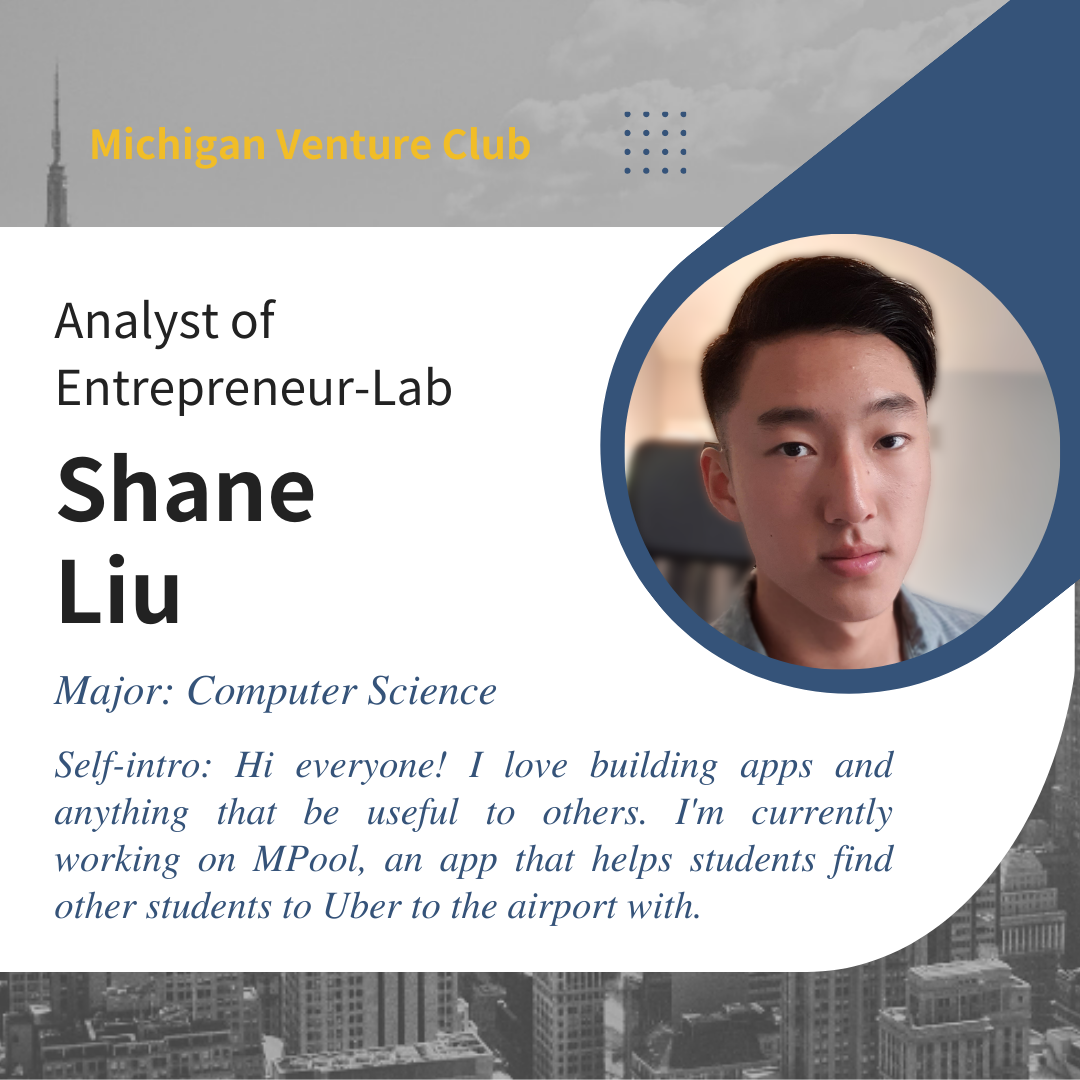 Michigan Venture Club
Analyst of
Entrepreneur-Lab
Shane
Liu
Major: Computer Science
Self-intro: Hi everyone! I love building apps and
anything that be useful to others. I'm currently
working on MPool, an app that helps students find
other students to Uber to the airport with.